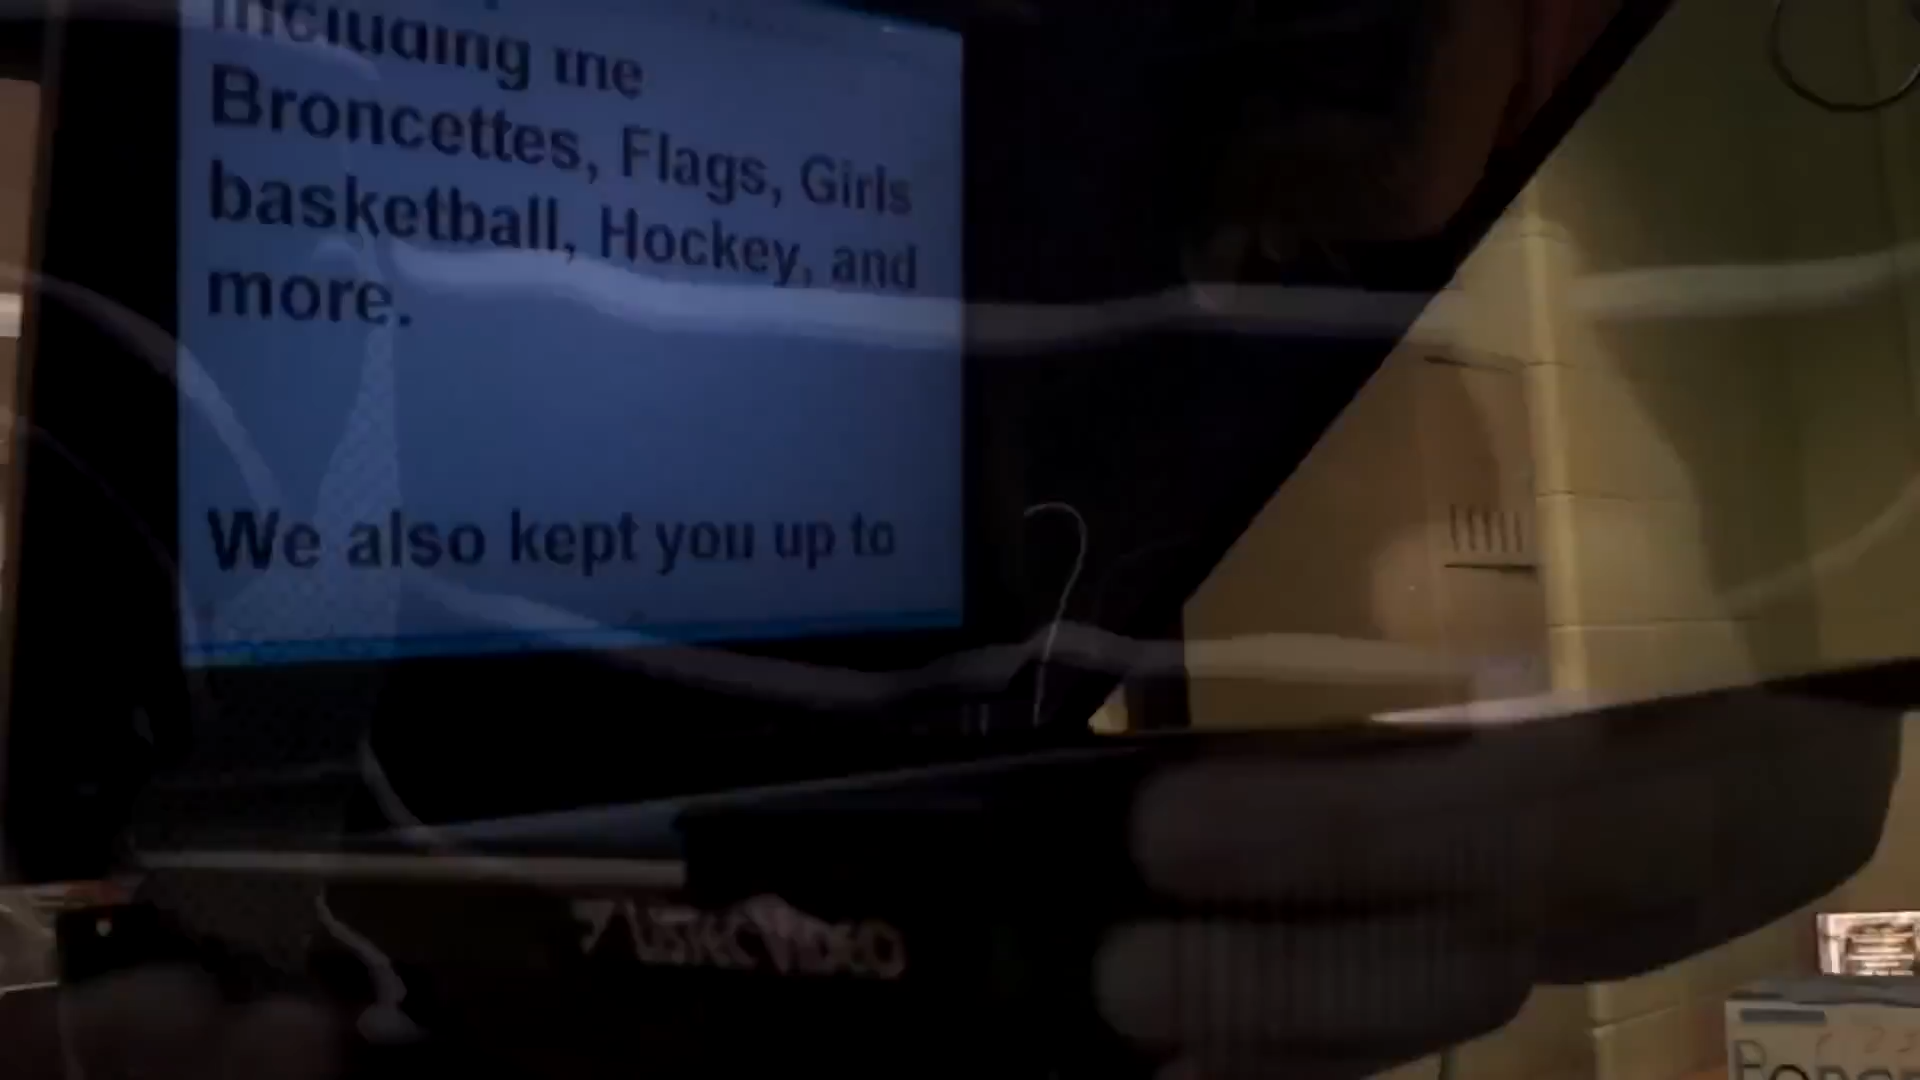 including the
Broncettes, Flags, Girls
basketball, Hockey, and
more.
We also kept you up to